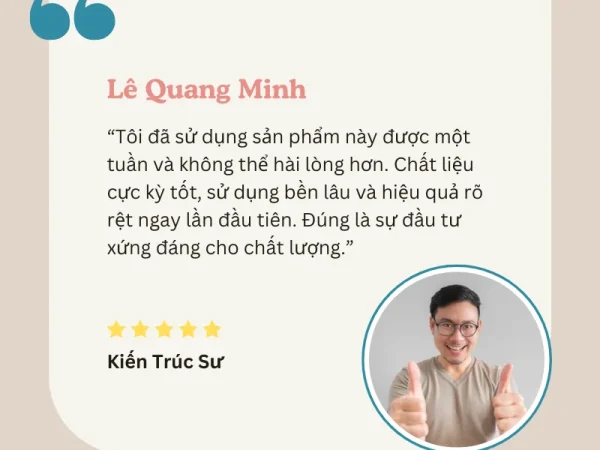 Lê Quang Minh
“Tôi đã sử dụng sản phẩm này được một
tuần và không thể hài lòng hơn. Chất liệu
cực kỳ tốt, sử dụng bền lâu và hiệu quả rõ
rệt ngay lần đầu tiên. Đúng là sự đầu tư
xứng đáng cho chất lượng.”
Kiến Trúc Sư